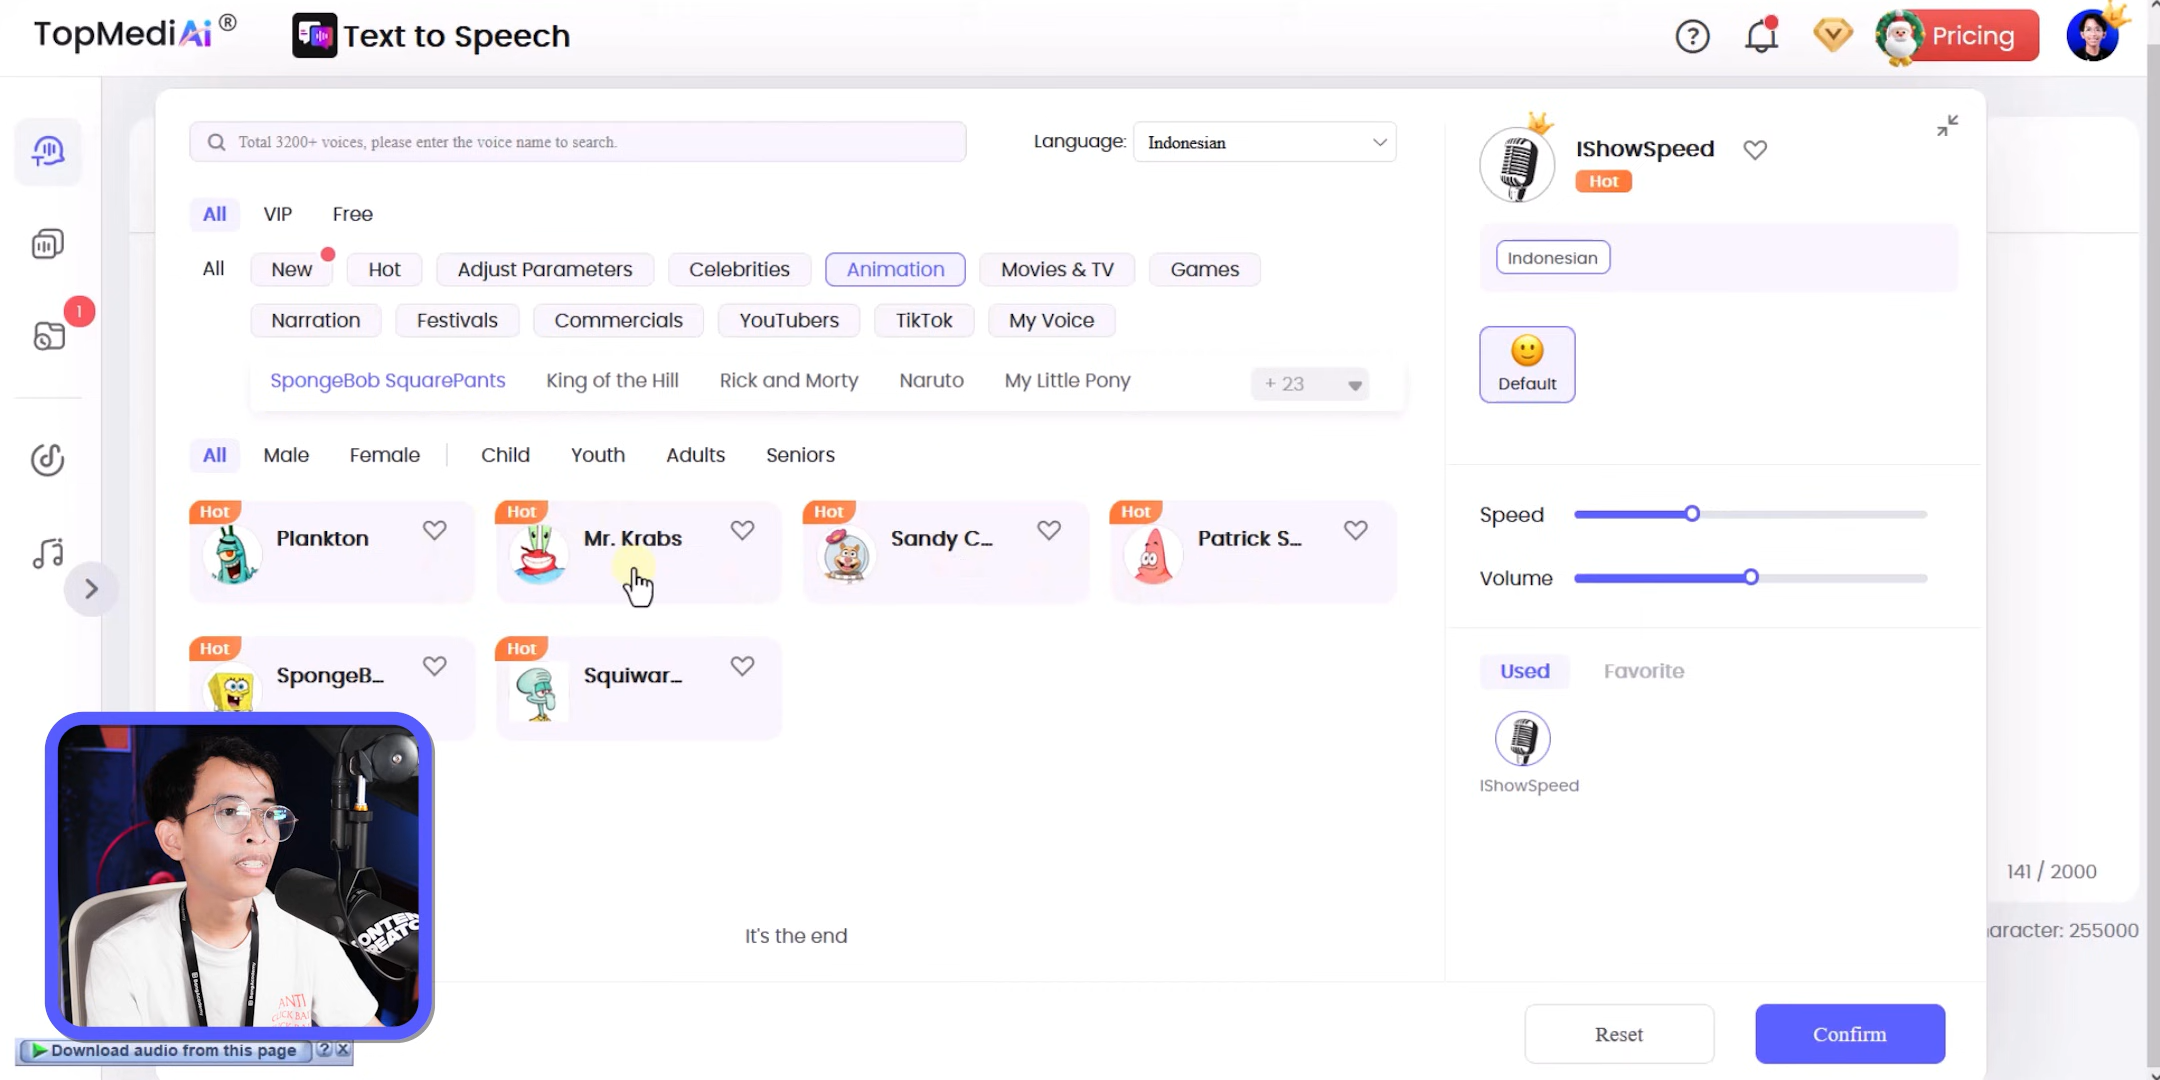 TopMediAi®
Text to Speech
Pricing
Total 3200+ voices, please enter the voice name to search.
Language:
Indonesian
All VIP Free
All New Hot Adjust Parameters Celebrities Animation Movies & TV Games
Narration Festivals Commercials YouTubers TikTok My Voice
SpongeBob SquarePants King of the Hill Rick and Morty Naruto My Little Pony + 23
All Male Female Child Youth Adults Seniors
Hot
Plankton
Hot
Mr. Krabs
Hot
Sandy C...
Hot
Patrick S...
Hot
SpongeB...
Hot
Squiwar...
It's the end
1
IShowSpeed
Hot
Indonesian
Default
Speed
Volume
Used Favorite
IShowSpeed
141 / 2000
aracter: 255000
Reset
Confirm
ANTI
Download audio from this page ? X